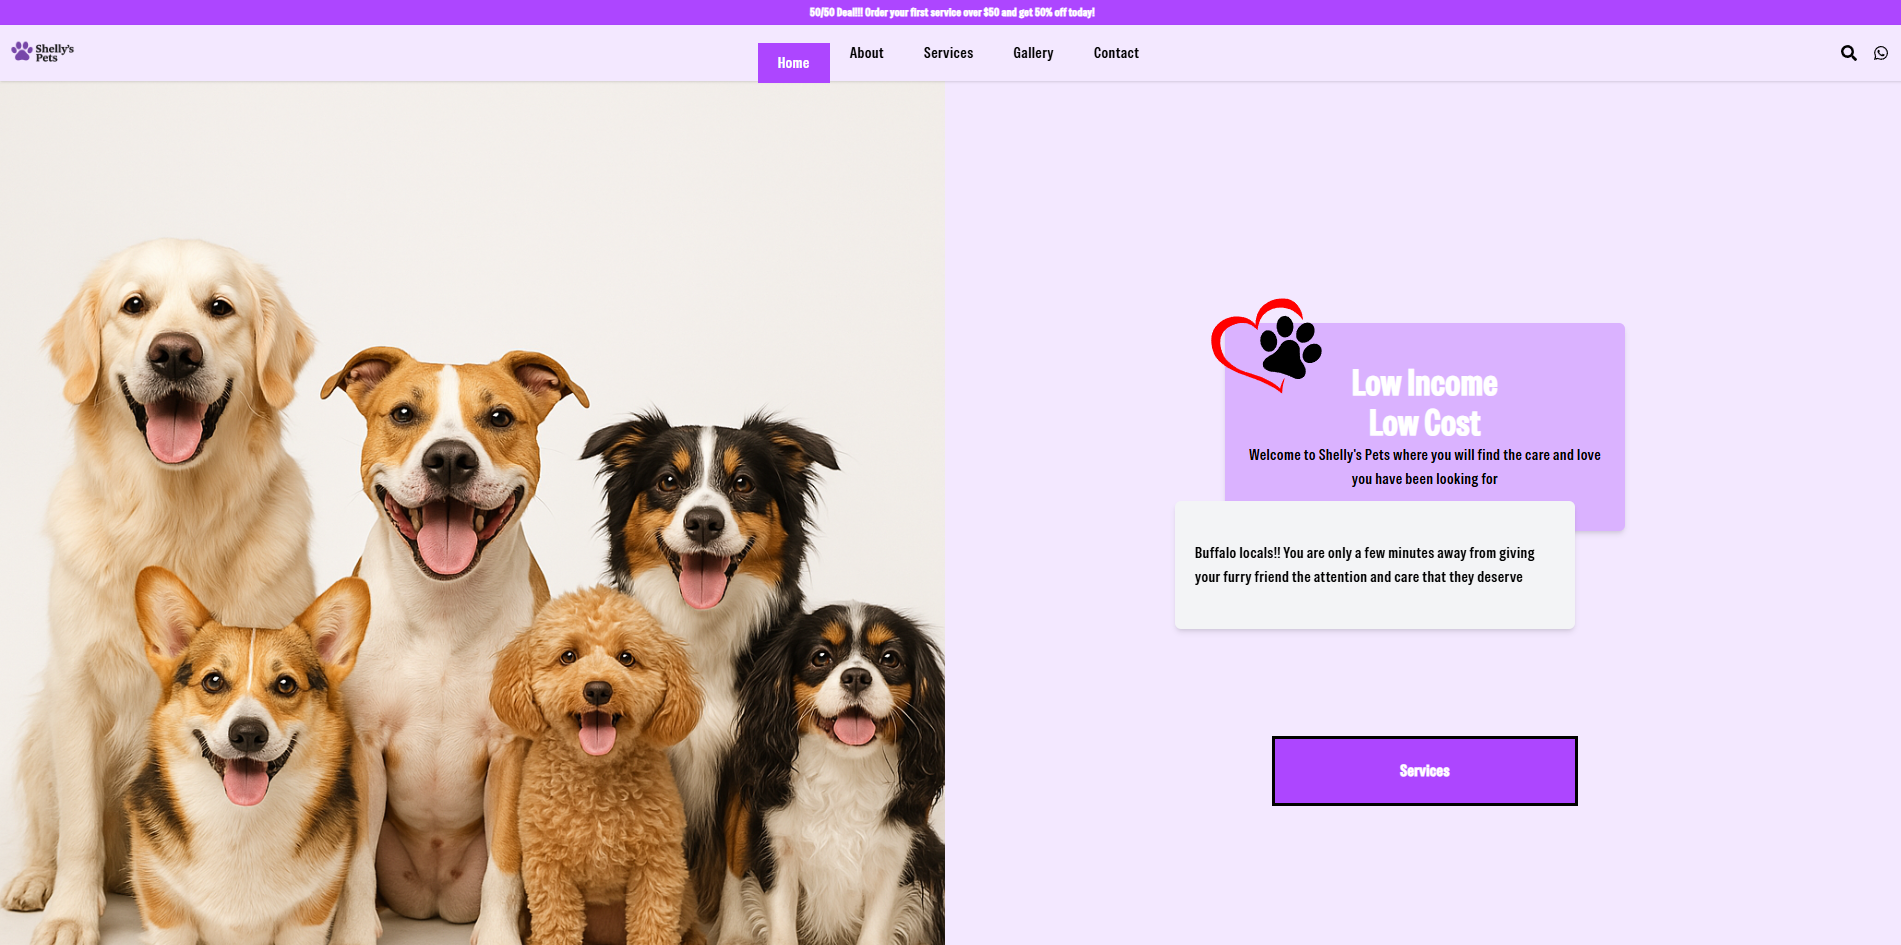 50/50 Deal!!! Order your first service over $50 and get 50% off today!
Shelly's
Pets
Home
About
Services
Gallery
Contact
Low Income
Low Cost
Welcome to Shelly's Pets where you will find the care and love
you have been looking for
Buffalo locals!! You are only a few minutes away from giving
your furry friend the attention and care that they deserve
Services